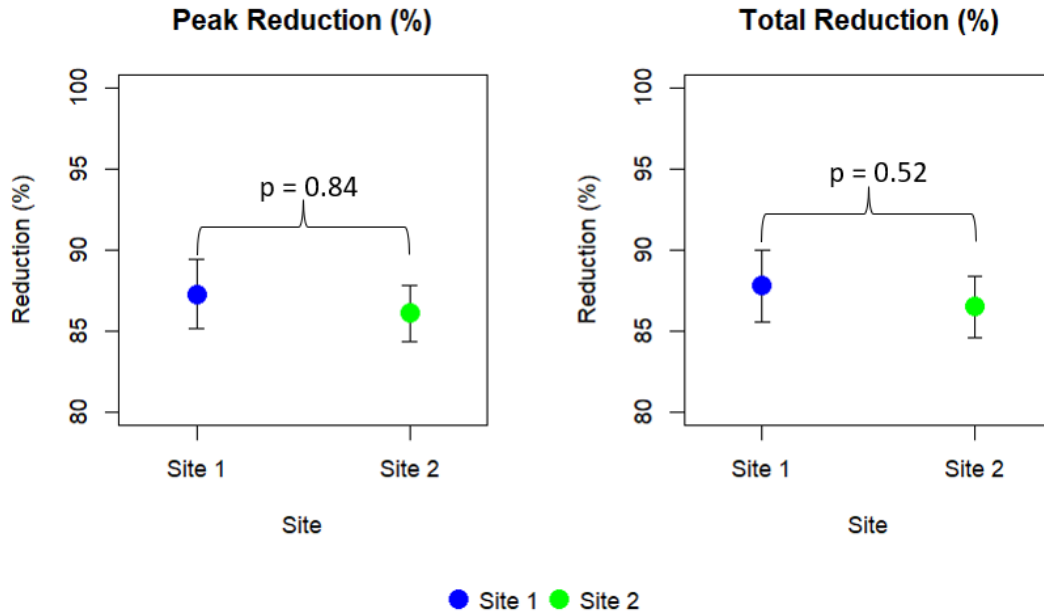 Peak Reduction (%)
Reduction (%)
100
95
90
85
80
p = 0.84
Site 1 Site 2
Site
Total Reduction (%)
Reduction (%)
100
95
90
85
80
p = 0.52
Site 1 Site 2
Site
Site 1 Site 2